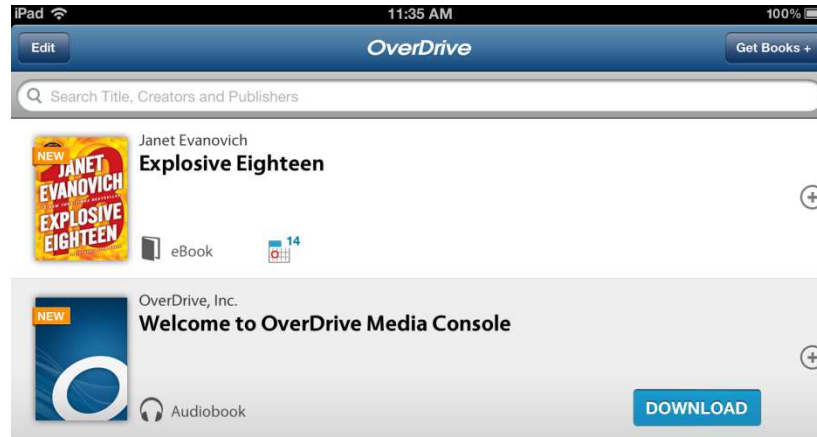 iPad 11:35 AM 100%
Edit OverDrive Get Books +
Search Title, Creators and Publishers
NEW
JANET
EVANOVICH
EXPLOSIVE
EIGHTEEN
Janet Evanovich
Explosive Eighteen
eBook 14
NEW
OverDrive, Inc.
Welcome to OverDrive Media Console
Audiobook DOWNLOAD